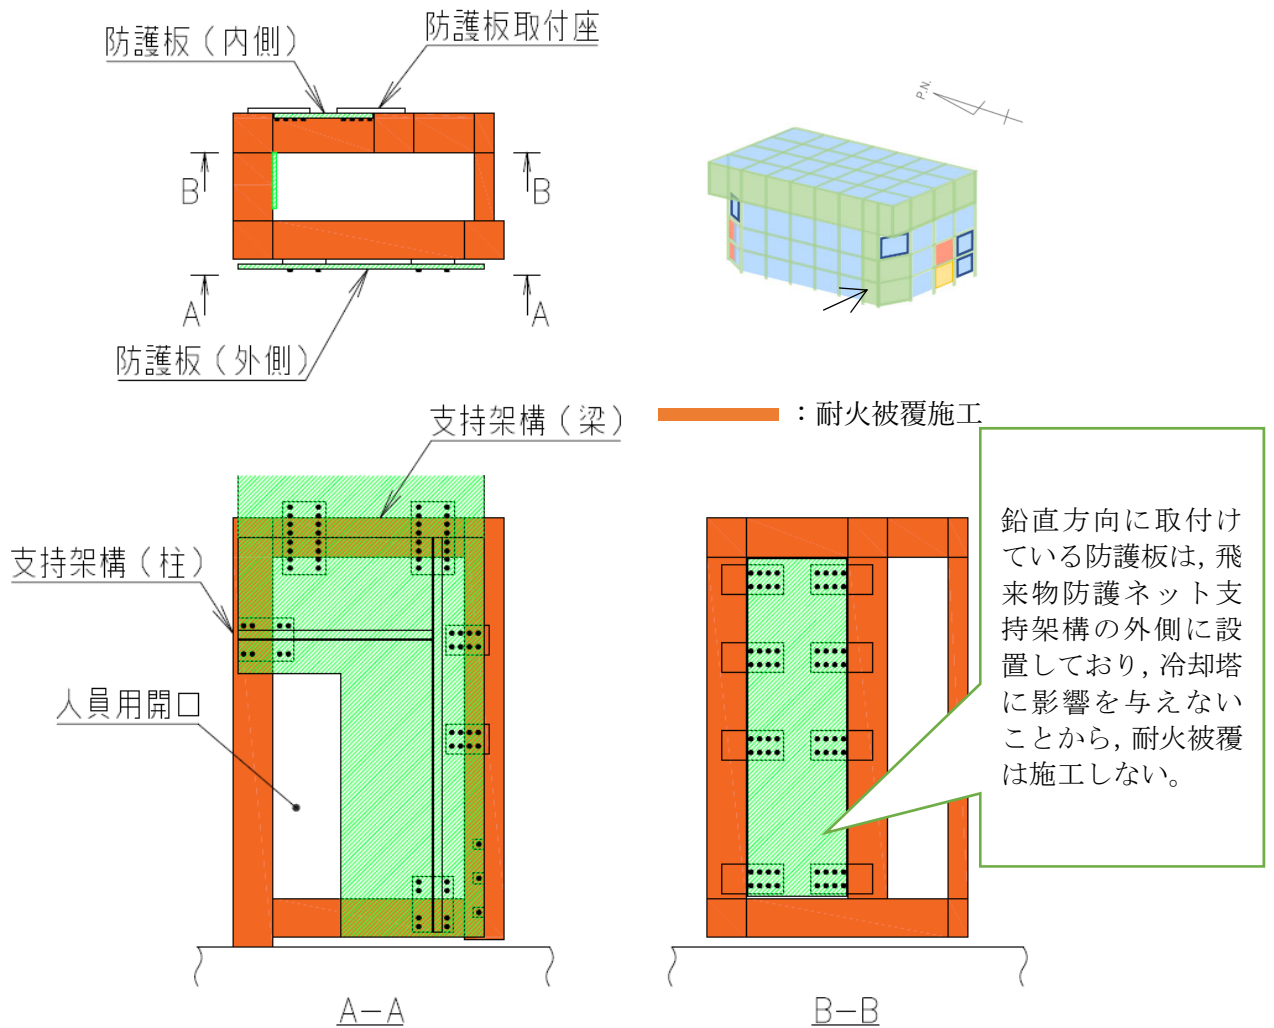 防護板（内側）
防護板取付座
P.N.
B
B
A
A
防護板（外側）
支持架構（梁）
：耐火被覆施工
支持架構（柱）
人員用開口
鉛直方向に取付け
ている防護板は，飛
来物防護ネット支
持架構の外側に設
置しており，冷却塔
に影響を与えない
ことから，耐火被覆
は施工しない。
A－A
B－B